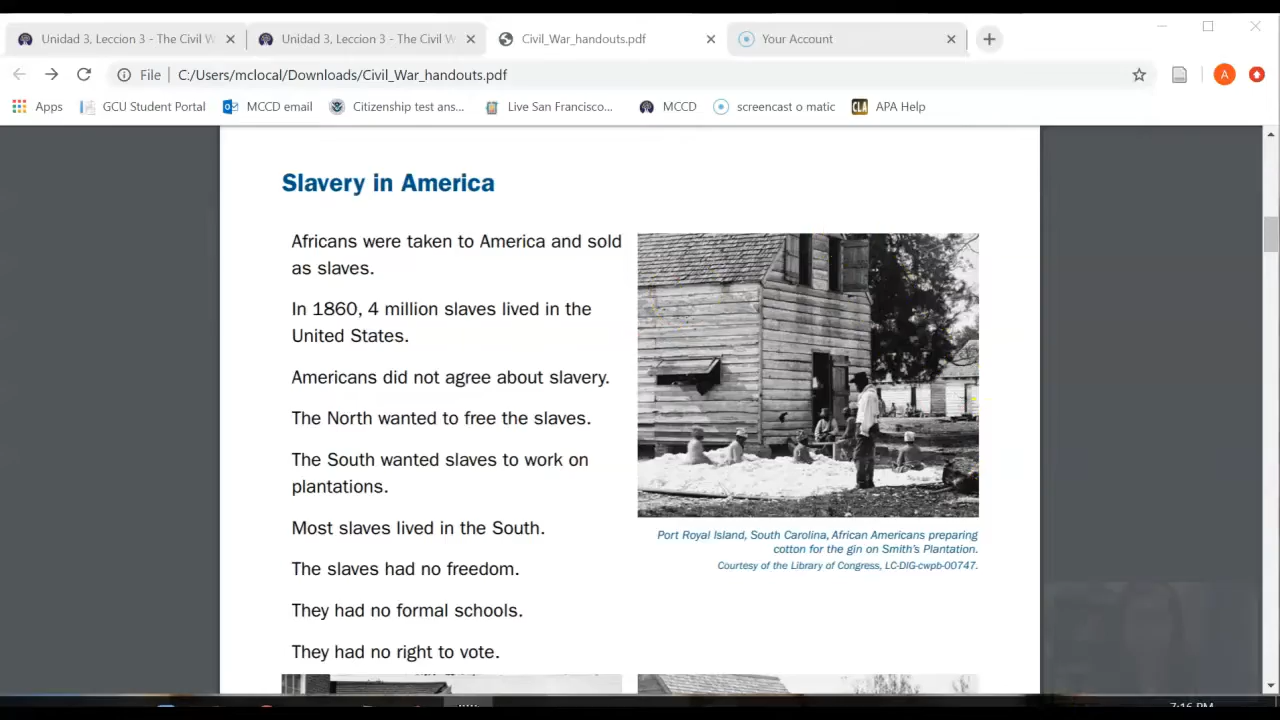 Unidad 3, Leccion 3 - The Civil W
Unidad 3, Leccion 3 - The Civil W
Civil_War_handouts.pdf
Your Account
File
C:/Users/mclocal/Downloads/Civil_War_handouts.pdf
A
Apps
GCU Student Portal
MCCD email
Citizenship test ans...
Live San Francisco...
MCCD
screencast o matic
CLA
APA Help
Slavery in America
Africans were taken to America and sold
as slaves.
In 1860, 4 million slaves lived in the
United States.
Americans did not agree about slavery.
The North wanted to free the slaves.
The South wanted slaves to work on
plantations.
Most slaves lived in the South.
The slaves had no freedom.
They had no formal schools.
They had no right to vote.
Port Royal Island, South Carolina, African Americans preparing
cotton for the gin on Smith's Plantation.
Courtesy of the Library of Congress, LC-DIG-cwpb-00747.
7:16 PM